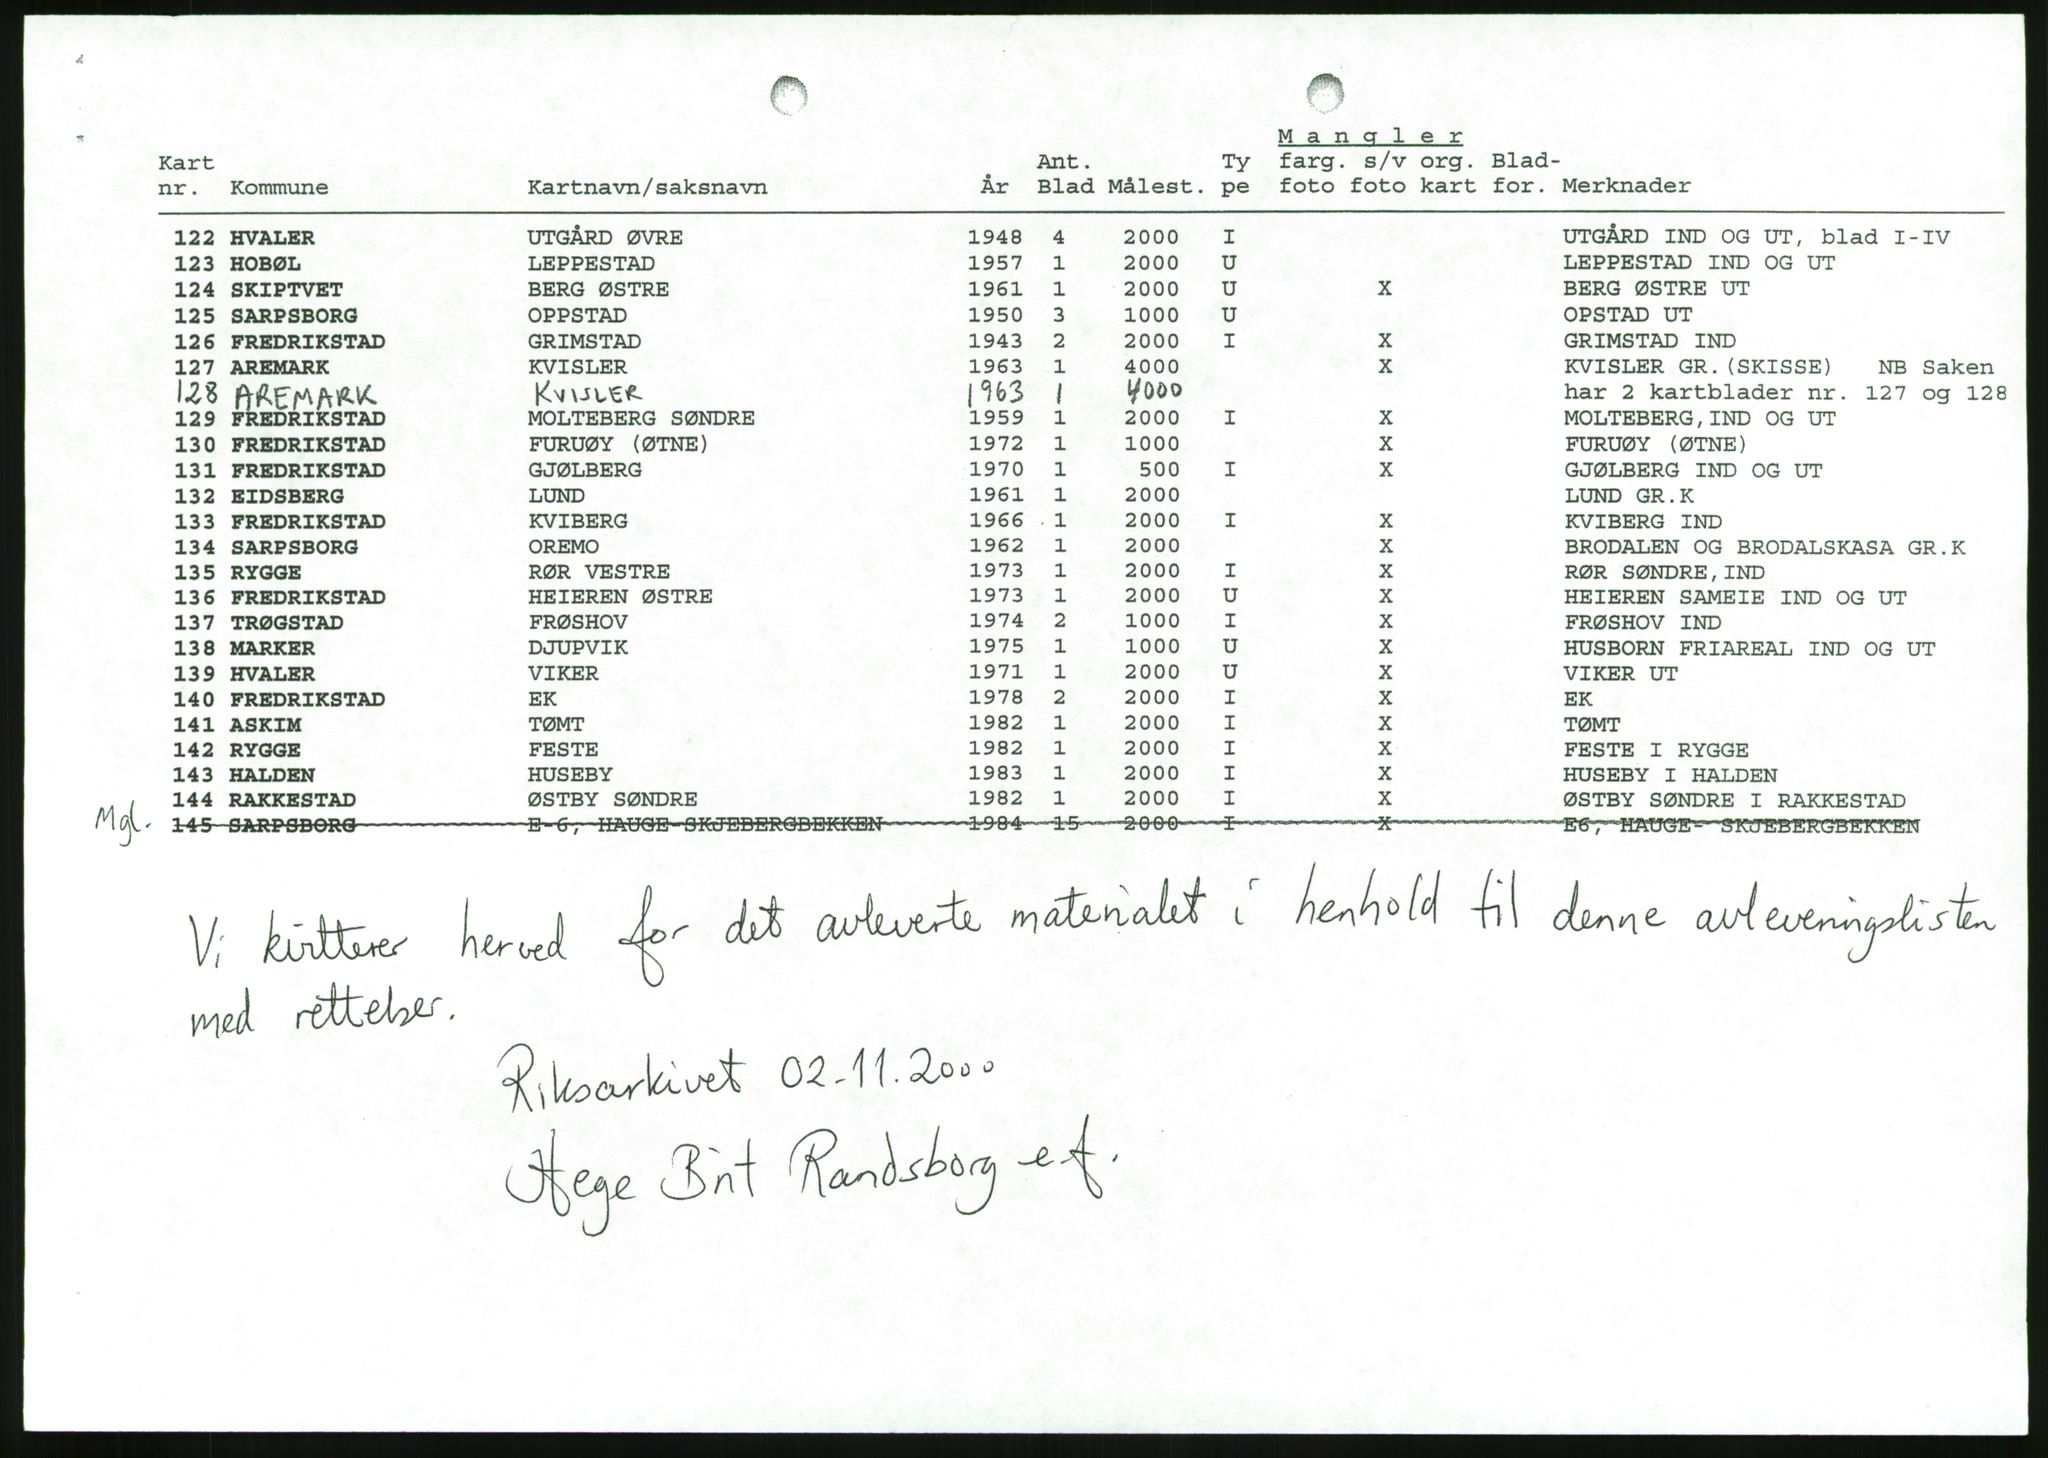 M a n g l e r
Kart Ant. Ty farg. s/v org. Blad-
nr. Kommune Kartnavn/saksnavn År Blad Målest. pe foto foto kart for. Merknader
122 HVALER UTGÅRD ØVRE 1948 4 2000 I UTGÅRD IND OG UT, blad I-IV
123 HOBØL LEPPESTAD 1957 1 2000 U LEPPESTAD IND OG UT
124 SKIPTVET BERG ØSTRE 1961 1 2000 U X BERG ØSTRE UT
125 SARPSBORG OPPSTAD 1950 3 1000 U OPSTAD UT
126 FREDRIKSTAD GRIMSTAD 1943 2 2000 I X GRIMSTAD IND
127 AREMARK KVISLER 1963 1 4000 X KVISLER GR.(SKISSE) NB Saken
128 AREMARK KVISLER 1963 1 4000 har 2 kartblader nr. 127 og 128
129 FREDRIKSTAD MOLTEBERG SØNDRE 1959 1 2000 I X MOLTEBERG,IND OG UT
130 FREDRIKSTAD FURUØY (ØTNE) 1972 1 1000 X FURUØY (ØTNE)
131 FREDRIKSTAD GJØLBERG 1970 1 500 I X GJØLBERG IND OG UT
132 EIDSBERG LUND 1961 1 2000 LUND GR.K
133 FREDRIKSTAD KVIBERG 1966 1 2000 I X KVIBERG IND
134 SARPSBORG OREMO 1962 1 2000 X BRODALEN OG BRODALSKASA GR.K
135 RYGGE RØR VESTRE 1973 1 2000 I X RØR SØNDRE,IND
136 FREDRIKSTAD HEIEREN ØSTRE 1973 1 2000 U X HEIEREN SAMEIE IND OG UT
137 TRØGSTAD FRØSHOV 1974 2 1000 I X FRØSHOV IND
138 MARKER DJUPVIK 1975 1 1000 U X HUSBORN FRIAREAL IND OG UT
139 HVALER VIKER 1971 1 2000 U X VIKER UT
140 FREDRIKSTAD EK 1978 2 2000 I X EK
141 ASKIM TØMT 1982 1 2000 I X TØMT
142 RYGGE FESTE 1982 1 2000 I X FESTE I RYGGE
143 HALDEN HUSEBY 1983 1 2000 I X HUSEBY I HALDEN
144 RAKKESTAD ØSTBY SØNDRE 1982 1 2000 I X ØSTBY SØNDRE I RAKKESTAD
Mgl. 145 SARPSBORG E-6, HAUGE-SKJEBERGBEKKEN 1984 15 2000 I X E6, HAUGE- SKJEBERGBEKKEN
Vi kvitterer herved for det avleverte materialet i henhold til denne avleveringslisten
med rettelser.
Riksarkivet 02-11.2000
Hege Brit Randsborg e.f.